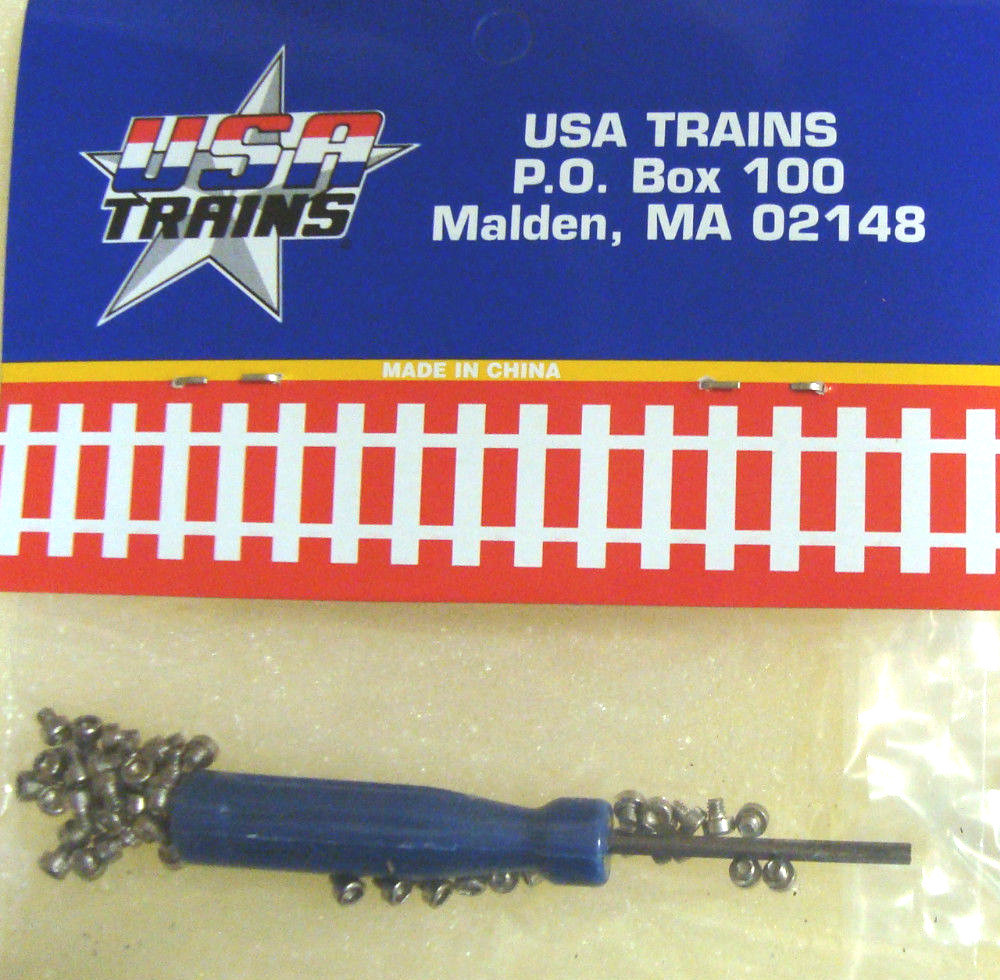 USA
TRAINS
USA TRAINS
P.O. Box 100
Malden, MA 02148
MADE IN CHINA